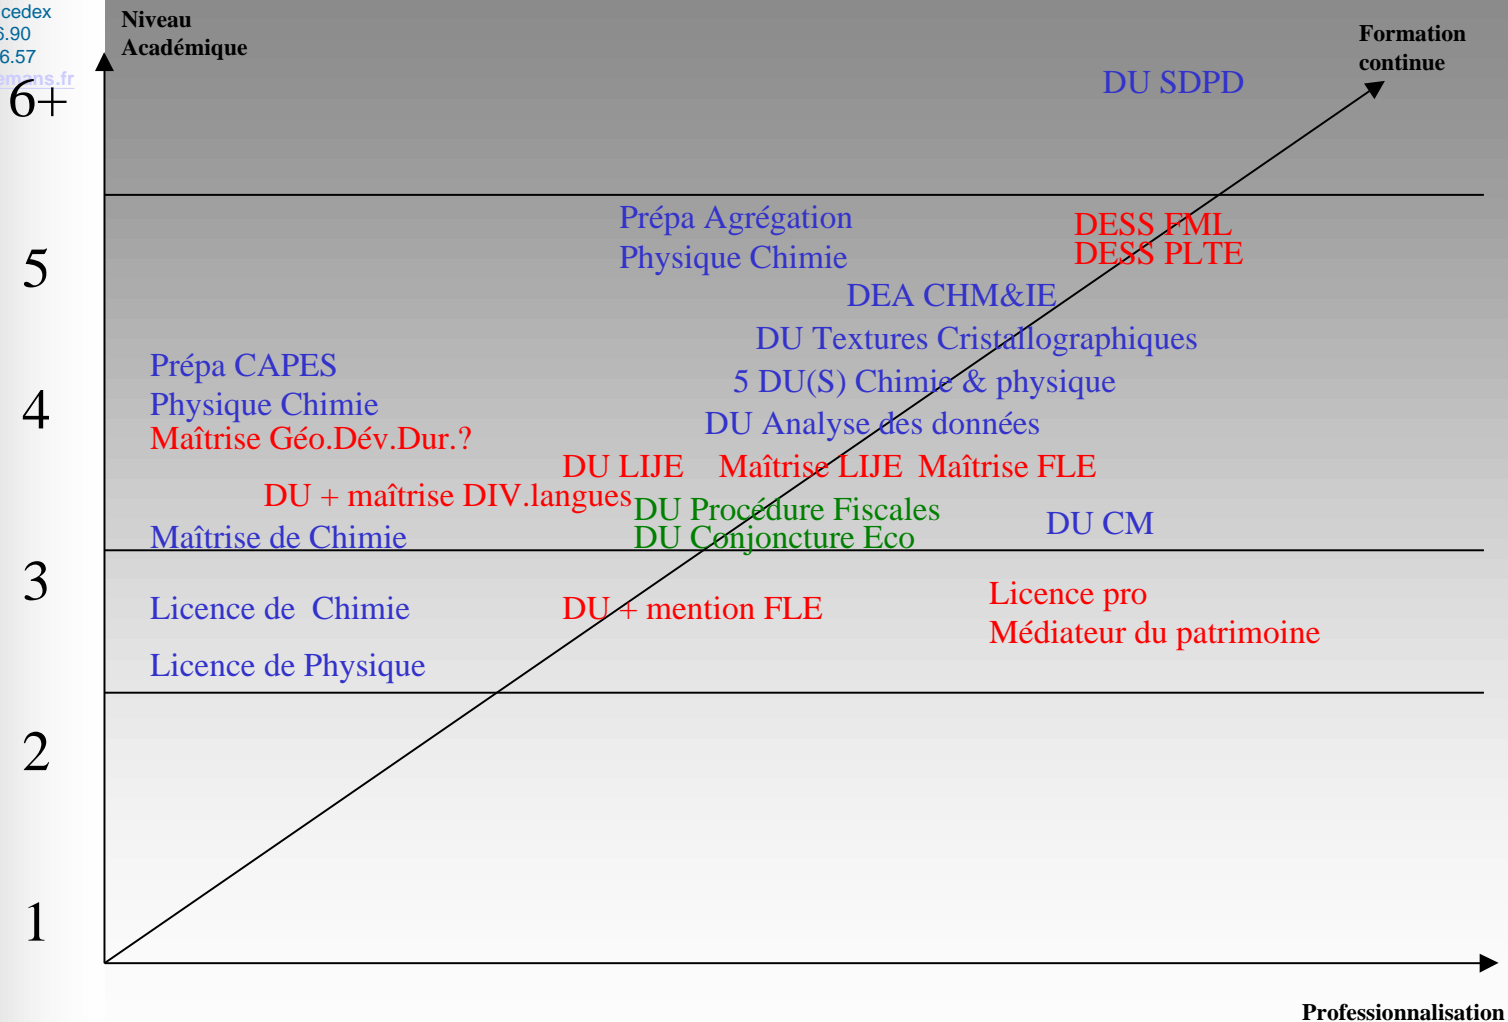 cedex
6.90
6.57
emans.fr
Niveau
Académique
Formation
continue
6+
DU SDPD
Prépa Agrégation
Physique Chimie
DESS FML
DESS PLTE
5
DEA CHM&IE
DU Textures Cristallographiques
Prépa CAPES
Physique Chimie
5 DU(S) Chimie & physique
4
DU Analyse des données
Maîtrise Géo.Dév.Dur.?
DU LIJE Maîtrise LIJE Maîtrise FLE
DU + maîtrise DIV.langues
DU Procédure Fiscales
DU CM
Maîtrise de Chimie
DU Conjoncture Eco
3
Licence de Chimie
DU + mention FLE
Licence pro
Médiateur du patrimoine
Licence de Physique
2
1
Professionnalisation